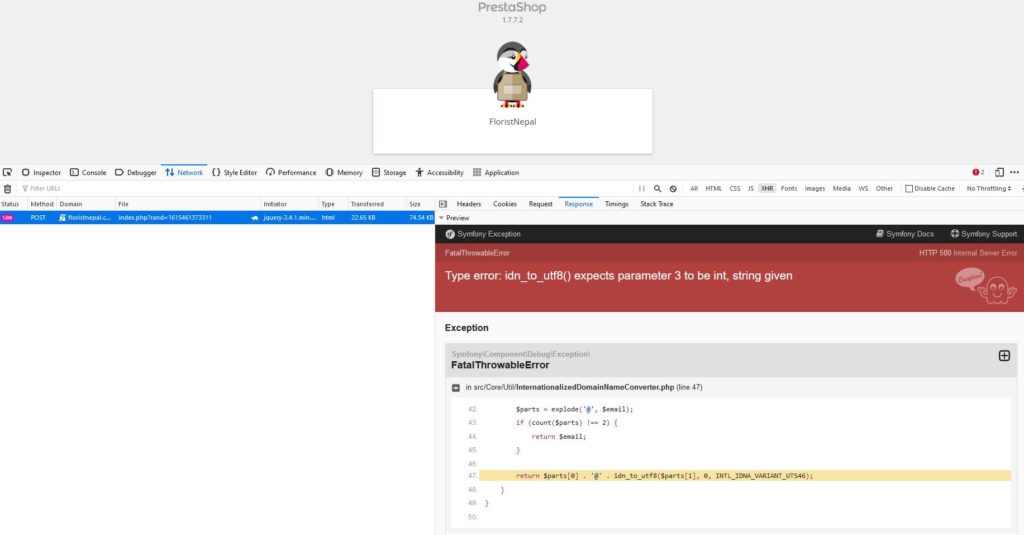 PrestaShop
1.7.7.2
FloristNepal
Inspector Console Debugger Network Style Editor Performance Memory Storage Accessibility Application 2
Filter URLs All HTML CSS JS XHR Fonts Images Media WS Other Disable Cache No Throttling
Status Method Domain File Initiator Type Transferred Size Headers Cookies Request Response Timings Stack Trace
500 POST floristnepal.c... index.php?rand=1615461373311 jquery-3.4.1.min.... html 22.65 KB 74.54 KB Preview
Symfony Exception Symfony Docs Symfony Support
FatalThrowableError HTTP 500 Internal Server Error
Type error: idn_to_utf8() expects parameter 3 to be int, string given
Exception!
Exception
Symfony\Component\Debug\Exception\
FatalThrowableError
in src/Core/Util/InternationalizedDomainNameConverter.php (line 47)
42. $parts = explode('@', $email);
43. if (count($parts) !== 2) {
44. return $email;
45. }
46.
47. return $parts[0] . '@' . idn_to_utf8($parts[1], 0, INTL_IDNA_VARIANT_UTS46);
48. }
49. }
50.